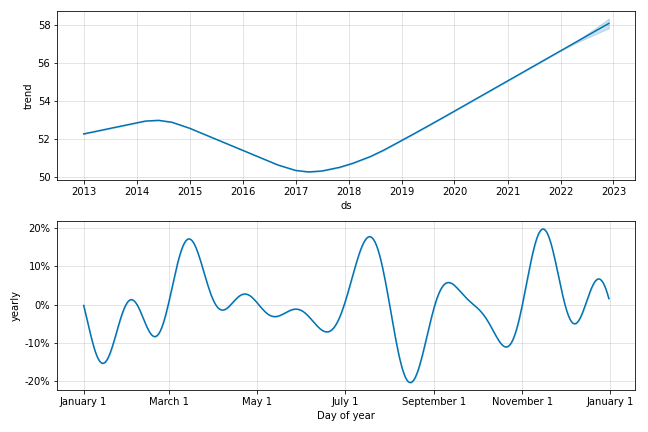 58
56
54
52
50
trend
2013 2014 2015 2016 2017 2018 2019 2020 2021 2022 2023
ds
20%
10%
0%
-10%
-20%
yearly
January 1 March 1 May 1 July 1 September 1 November 1 January 1
Day of year